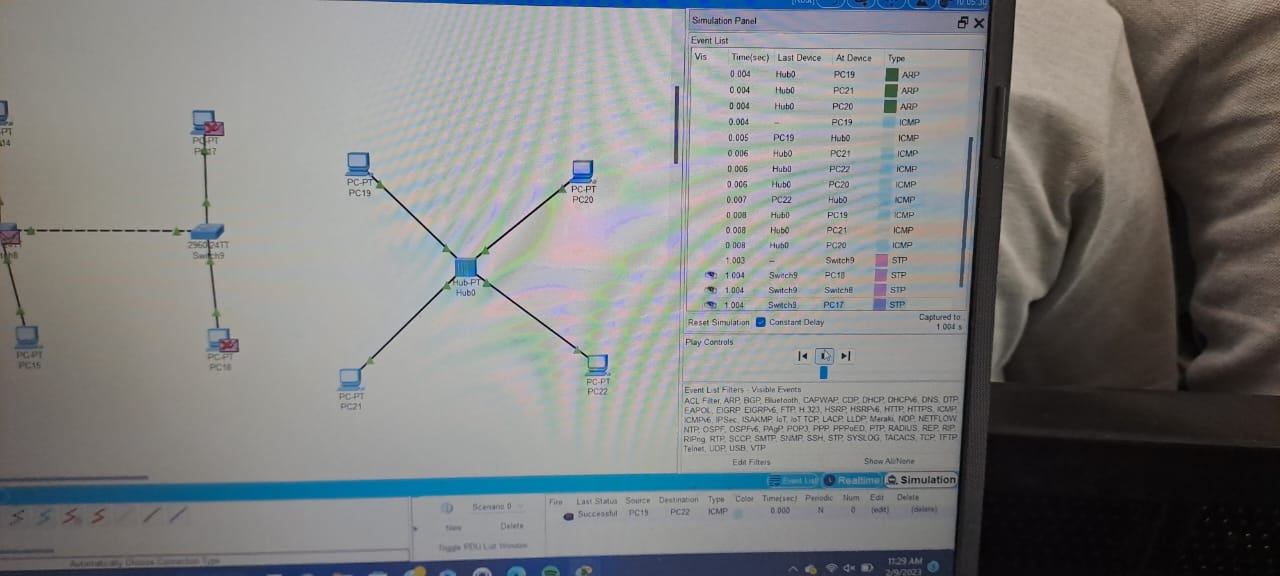 10:05:30
Simulation Panel
Event List
Vis Time(sec) Last Device At Device Type
0.004 Hub0 PC19 ARP
0.004 Hub0 PC21 ARP
0.004 Hub0 PC20 ARP
0.004 -- PC19 ICMP
0.005 PC19 Hub0 ICMP
0.006 Hub0 PC21 ICMP
0.006 Hub0 PC22 ICMP
0.006 Hub0 PC20 ICMP
0.007 PC22 Hub0 ICMP
0.008 Hub0 PC19 ICMP
0.008 Hub0 PC21 ICMP
0.008 Hub0 PC20 ICMP
1.003 -- Switch9 STP
1.004 Switch9 PC18 STP
1.004 Switch9 Switch8 STP
1.004 Switch9 PC17 STP
Reset Simulation Constant Delay
Captured to:
1.004 s
Play Controls
Event List Filters - Visible Events
ACL Filter, ARP, BGP, Bluetooth, CAPWAP, CDP, DHCP, DHCPv6, DNS, DTP,
EAPOL, EIGRP, EIGRPv6, FTP, H.323, HSRP, HSRPv6, HTTP, HTTPS, ICMP,
ICMPv6, IPSec, ISAKMP, IoT, IoT TCP, LACP, LLDP, Meraki, NDP, NETFLOW,
NTP, OSPF, OSPFv6, PAgP, POP3, PPP, PPPoED, PTP, RADIUS, REP, RIP,
RIPng, RTP, SCCP, SMTP, SNMP, SSH, STP, SYSLOG, TACACS, TCP, TFTP,
Telnet, UDP, USB, VTP
Edit Filters Show All/None
Event List Realtime Simulation
PC-PT
PC17
PC-PT
PC19
PC-PT
PC20
2960-24TT
Switch9
Hub-PT
Hub0
PC-PT
PC15
PC-PT
PC18
PC-PT
PC21
PC-PT
PC22
Scenario 0
New Delete
Toggle PDU List Window
Fire Last Status Source Destination Type Color Time(sec) Periodic Num Edit Delete
Successful PC19 PC22 ICMP 0.000 N 0 (edit) (delete)
Automatically Choose Connection Type
11:29 AM
2/9/2023